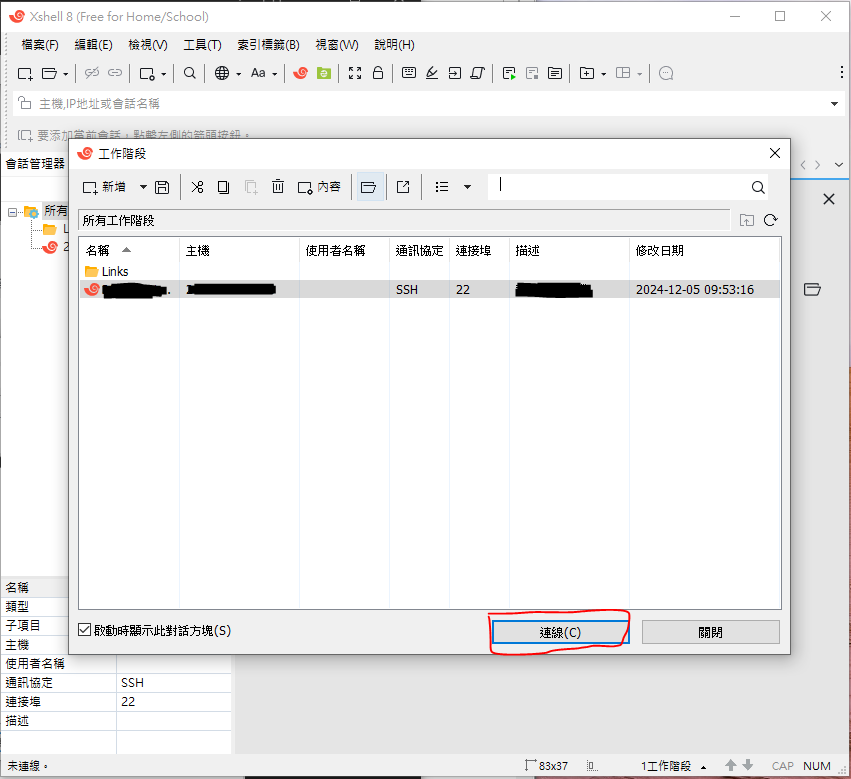 Xshell 8 (Free for Home/School)
檔案(F) 編輯(E) 檢視(V) 工具(T) 索引標籤(B) 視窗(W) 說明(H)
Aa
主機,IP地址或會話名稱
要添加當前會話，點擊左側的箭頭按鈕。
會話管理器
所有
L
2
工作階段
新增 內容
所有工作階段
名稱 主機 使用者名稱 通訊協定 連接埠 描述 修改日期
Links
SSH 22 2024-12-05 09:53:16
啟動時顯示此對話方塊(S) 連線(C) 關閉
名稱
類型
子項目
主機
使用者名稱
通訊協定 SSH
連接埠 22
描述
未連線。 83x37 1工作階段 CAP NUM